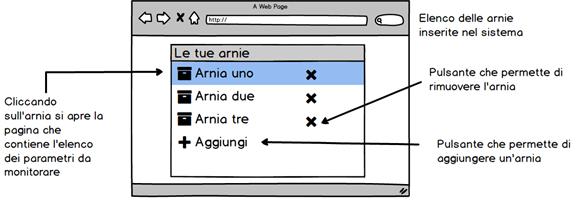 A Web Page
http://
Le tue arnie
Arnia uno
Arnia due
Arnia tre
Aggiungi
Cliccando
sull'arnia si apre la
pagina che
contiene l'elenco
dei parametri da
monitorare
Elenco delle arnie
inserite nel sistema
Pulsante che permette di
rimuovere l'arnia
Pulsante che permette di
aggiungere un'arnia